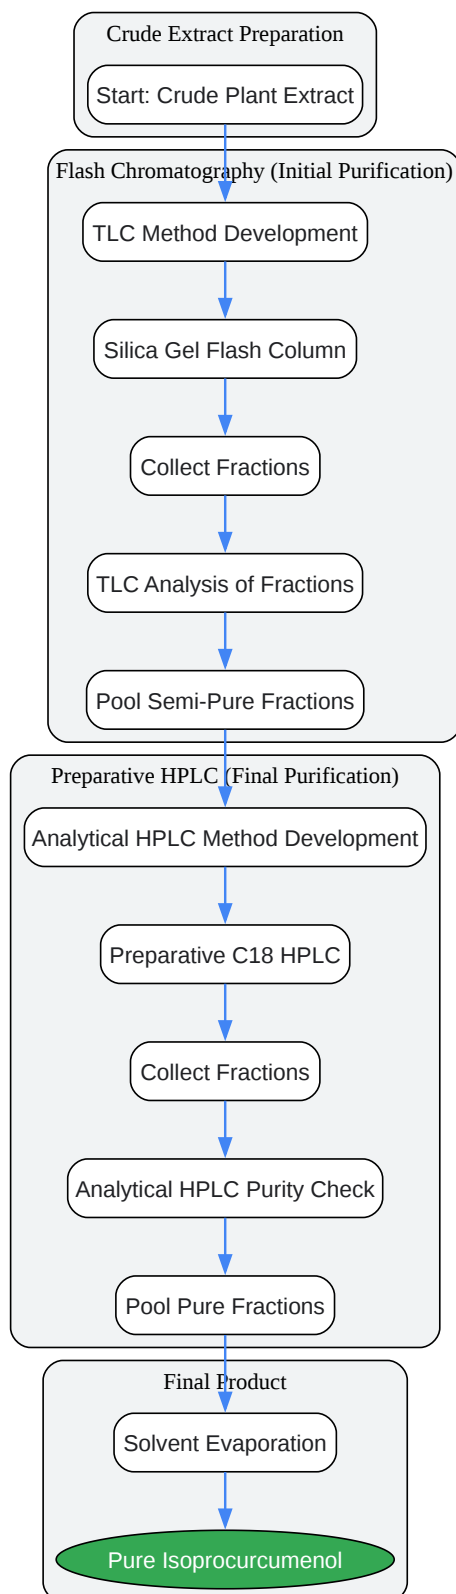 Crude Extract Preparation
Start: Crude Plant Extract
Flash Chromatography (Initial Purification)
TLC Method Development
Silica Gel Flash Column
Collect Fractions
TLC Analysis of Fractions
Pool Semi-Pure Fractions
Preparative HPLC (Final Purification)
Analytical HPLC Method Development
Preparative C18 HPLC
Collect Fractions
Analytical HPLC Purity Check
Pool Pure Fractions
Final Product
Solvent Evaporation
Pure Isoprocurcumenol